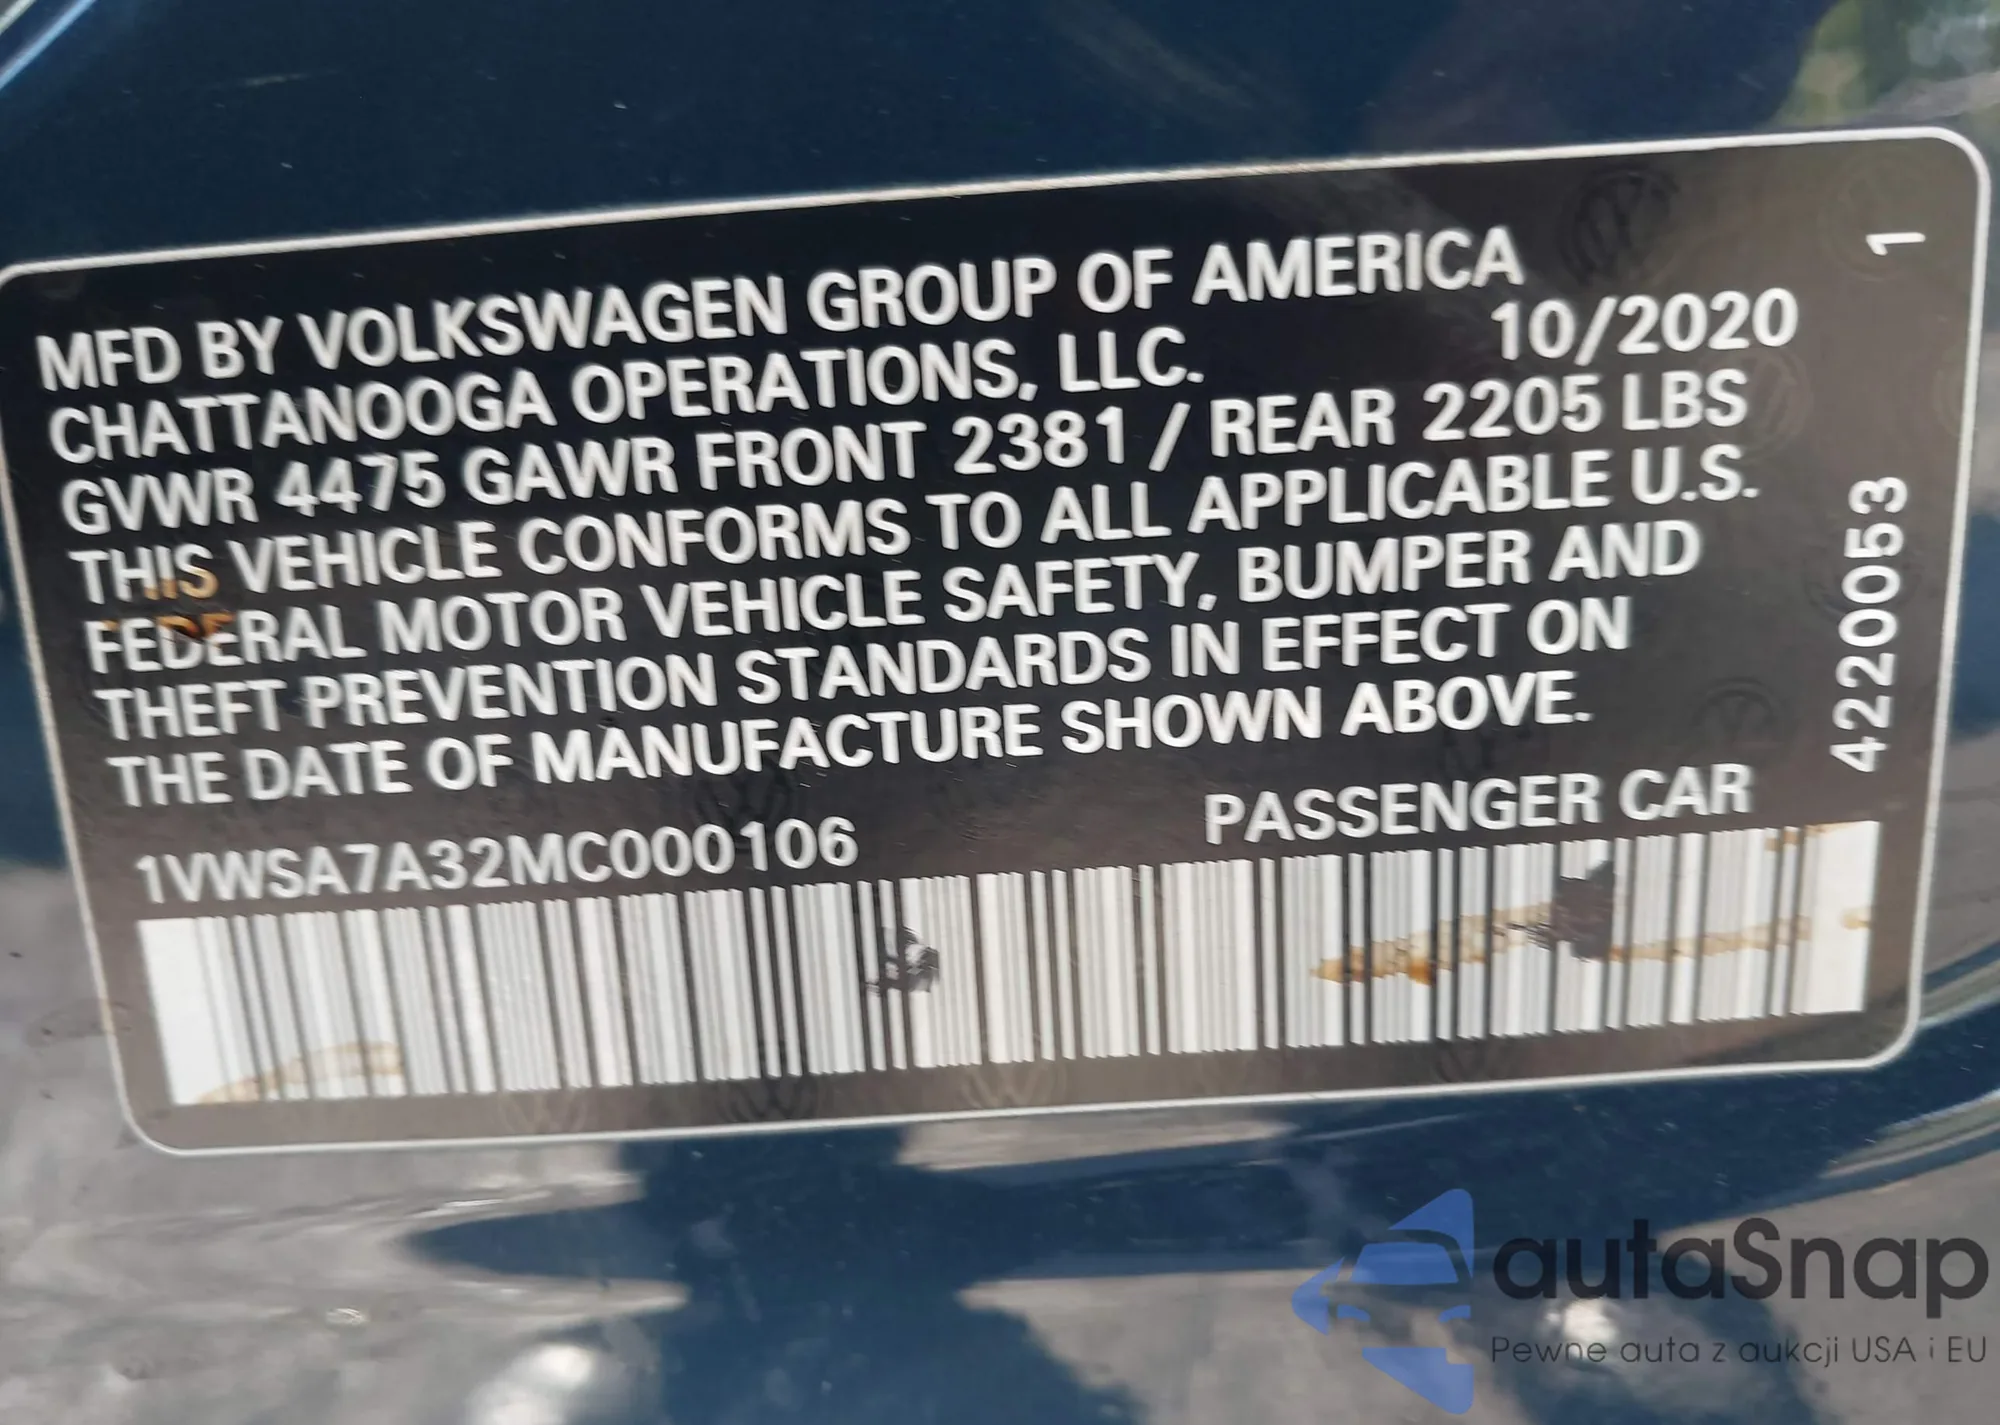 MFD BY VOLKSWAGEN GROUP OF AMERICA
CHATTANOOGA OPERATIONS, LLC. 10/2020
GVWR 4475 GAWR FRONT 2381 / REAR 2205 LBS
THIS VEHICLE CONFORMS TO ALL APPLICABLE U.S.
FEDERAL MOTOR VEHICLE SAFETY, BUMPER AND
THEFT PREVENTION STANDARDS IN EFFECT ON
THE DATE OF MANUFACTURE SHOWN ABOVE.
1VWSA7A32MC000106 PASSENGER CAR
4220053 1
autaSnap
Pewne auta z aukcji USA i EU